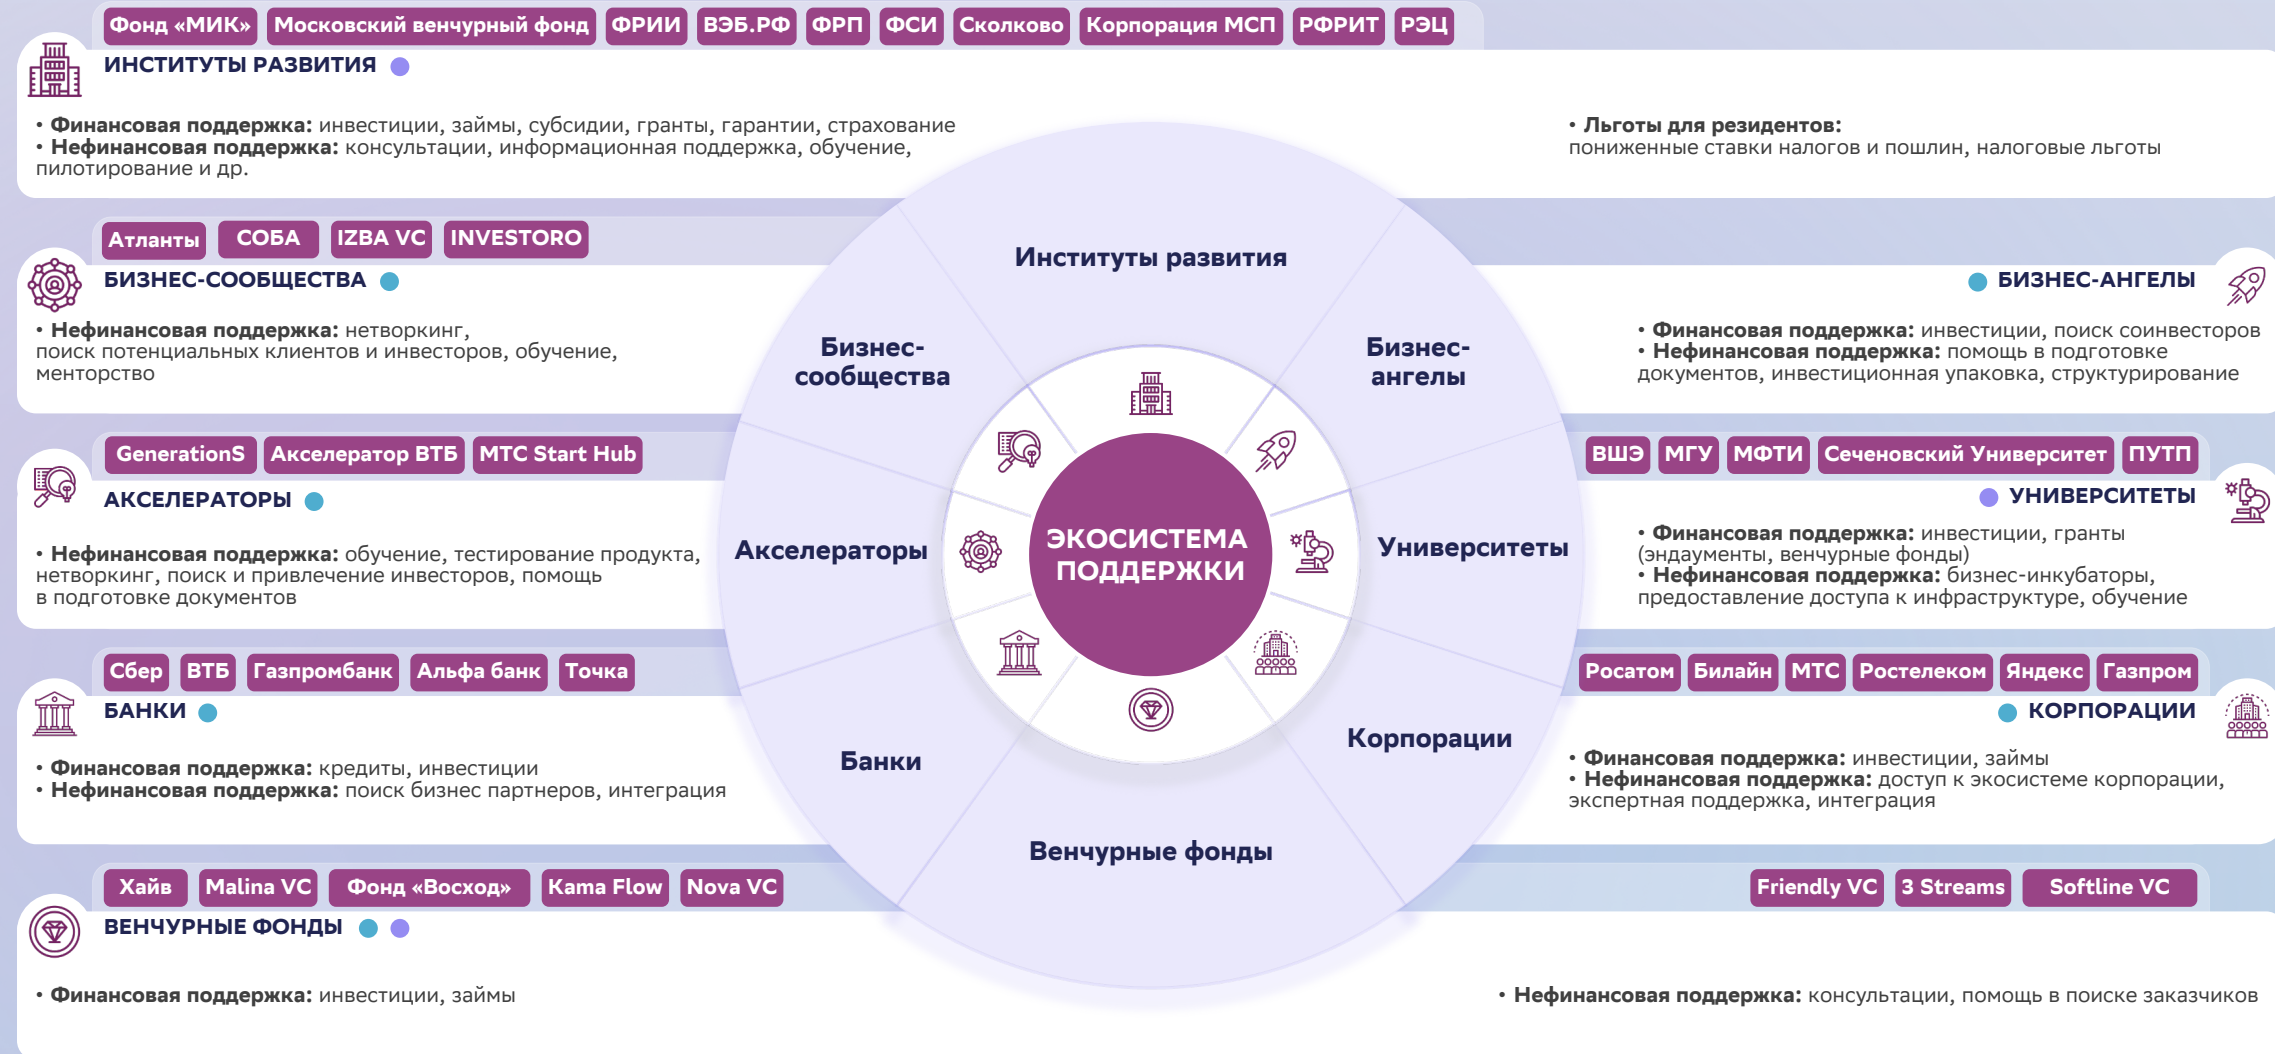 Фонд «МИК» Московский венчурный фонд ФРИИ ВЭБ.РФ ФРП ФСИ Сколково Корпорация МСП РФРИТ РЭЦ
ИНСТИТУТЫ РАЗВИТИЯ
• Финансовая поддержка: инвестиции, займы, субсидии, гранты, гарантии, страхование
• Нефинансовая поддержка: консультации, информационная поддержка, обучение,
пилотирование и др.
• Льготы для резидентов:
пониженные ставки налогов и пошлин, налоговые льготы
Атланты СОБА IZBA VC INVESTORO
БИЗНЕС-СООБЩЕСТВА
• Нефинансовая поддержка: нетворкинг,
поиск потенциальных клиентов и инвесторов, обучение,
менторство
GenerationS Акселератор ВТБ МТС Start Hub
АКСЕЛЕРАТОРЫ
• Нефинансовая поддержка: обучение, тестирование продукта,
нетворкинг, поиск и привлечение инвесторов, помощь
в подготовке документов
Сбер ВТБ Газпромбанк Альфа банк Точка
БАНКИ
• Финансовая поддержка: кредиты, инвестиции
• Нефинансовая поддержка: поиск бизнес партнеров, интеграция
Институты развития
Бизнес-
сообщества
Бизнес-
ангелы
Акселераторы
ЭКОСИСТЕМА
ПОДДЕРЖКИ
Университеты
Банки
Корпорации
Венчурные фонды
БИЗНЕС-АНГЕЛЫ
• Финансовая поддержка: инвестиции, поиск соинвесторов
• Нефинансовая поддержка: помощь в подготовке
документов, инвестиционная упаковка, структурирование
ВШЭ МГУ МФТИ Сеченовский Университет ПУТП
УНИВЕРСИТЕТЫ
• Финансовая поддержка: инвестиции, гранты
(эндаументы, венчурные фонды)
• Нефинансовая поддержка: бизнес-инкубаторы,
предоставление доступа к инфраструктуре, обучение
Росатом Билайн МТС Ростелеком Яндекс Газпром
КОРПОРАЦИИ
• Финансовая поддержка: инвестиции, займы
• Нефинансовая поддержка: доступ к экосистеме корпорации,
экспертная поддержка, интеграция
Хайв Malina VC Фонд «Восход» Kama Flow Nova VC
Friendly VC 3 Streams Softline VC
ВЕНЧУРНЫЕ ФОНДЫ
• Финансовая поддержка: инвестиции, займы
• Нефинансовая поддержка: консультации, помощь в поиске заказчиков